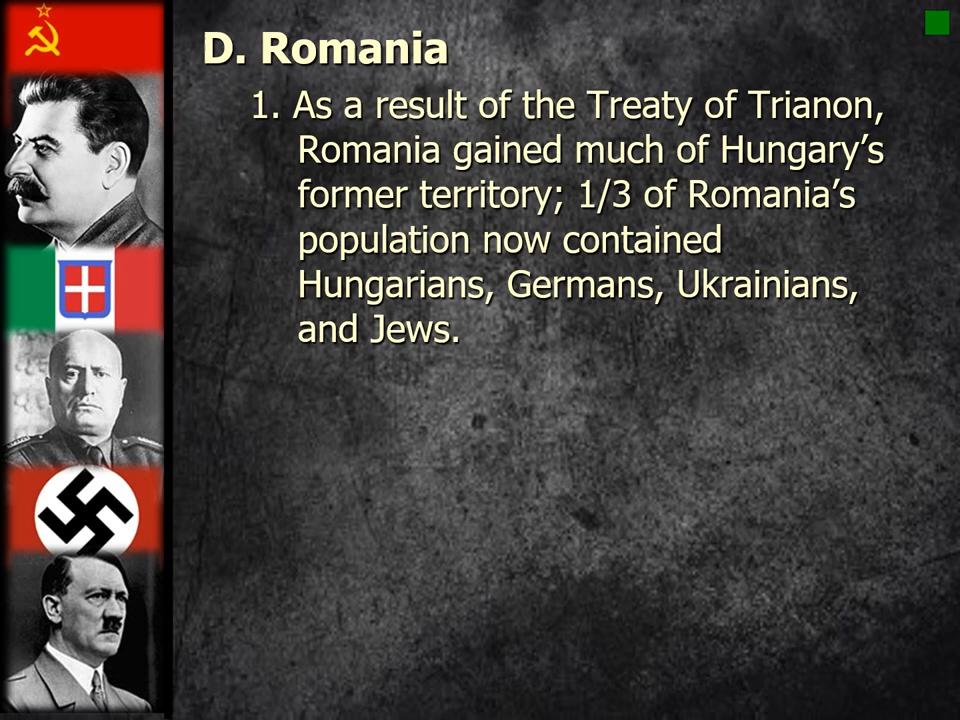 D. Romania
1. As a result of the Treaty of Trianon,
Romania gained much of Hungary’s
former territory; 1/3 of Romania’s
population now contained
Hungarians, Germans, Ukrainians,
and Jews.